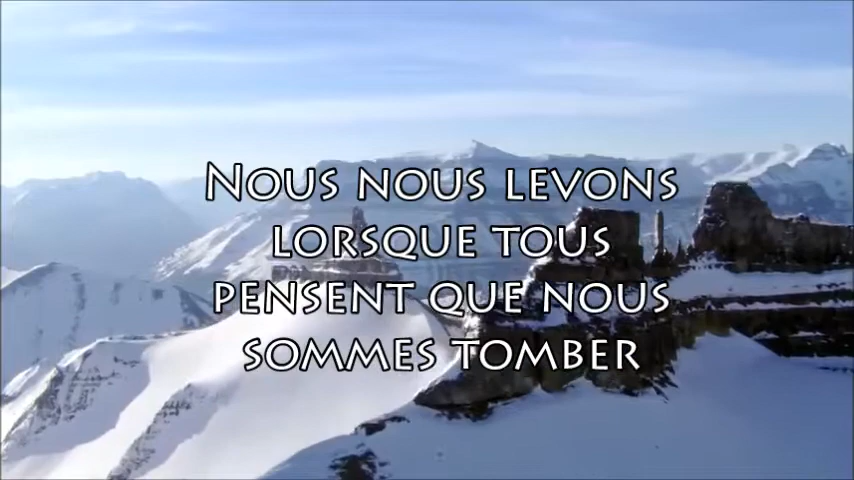 Nous nous levons
lorsque tous
pensent que nous
sommes tomber